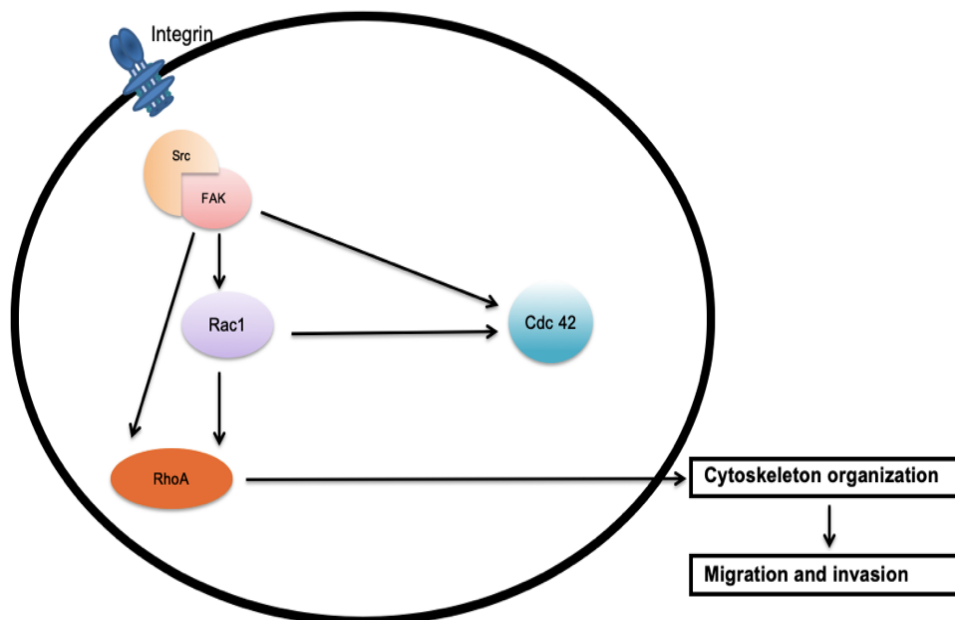 Integrin
Src
FAK
Rac1
Cdc 42
RhoA
Cytoskeleton organization
Migration and invasion